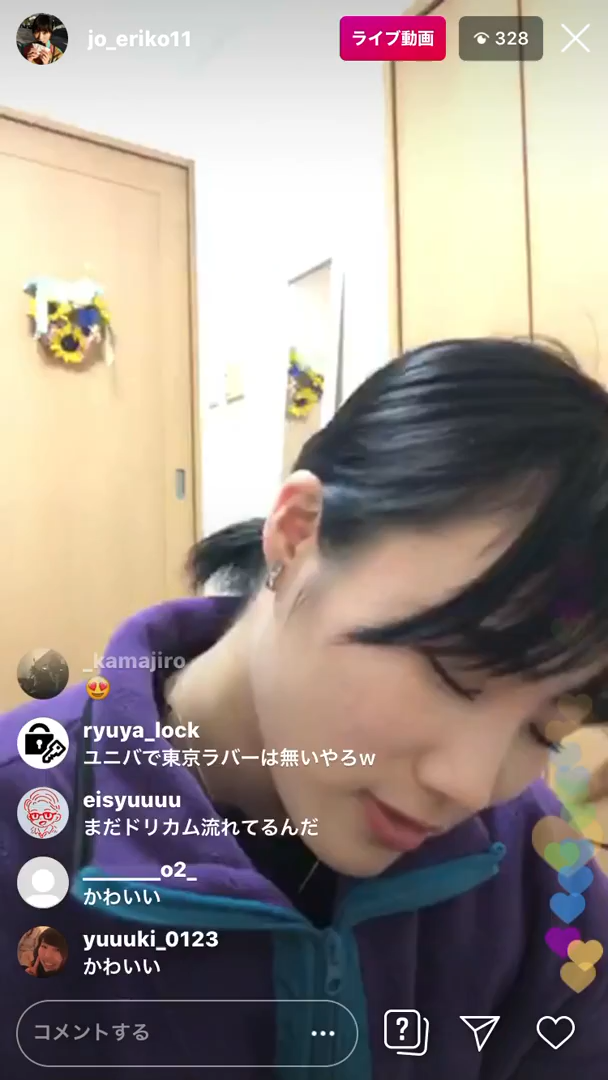 jo_eriko11
ライブ動画
328
_kamajiro
😍
ryuya_lock
ユニバで東京ラバーは無いやろw
eisyuuuu
まだドリカム流れてるんだ
________o2_
かわいい
yuuuki_0123
かわいい
コメントする